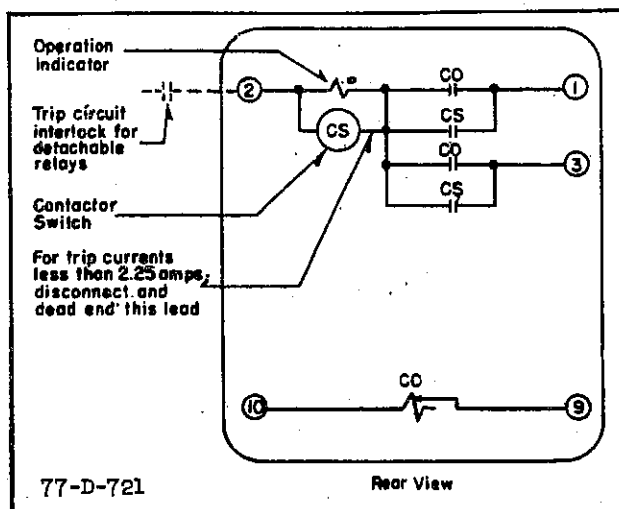 Operation
Indicator
2
CO
1
Trip circuit
interlock for
detachable
relays
CS
CS
CO
3
Contactor
Switch
CS
For trip currents
less than 2.25 amps,
disconnect and
dead end this lead
CO
10
9
77-D-721
Rear View